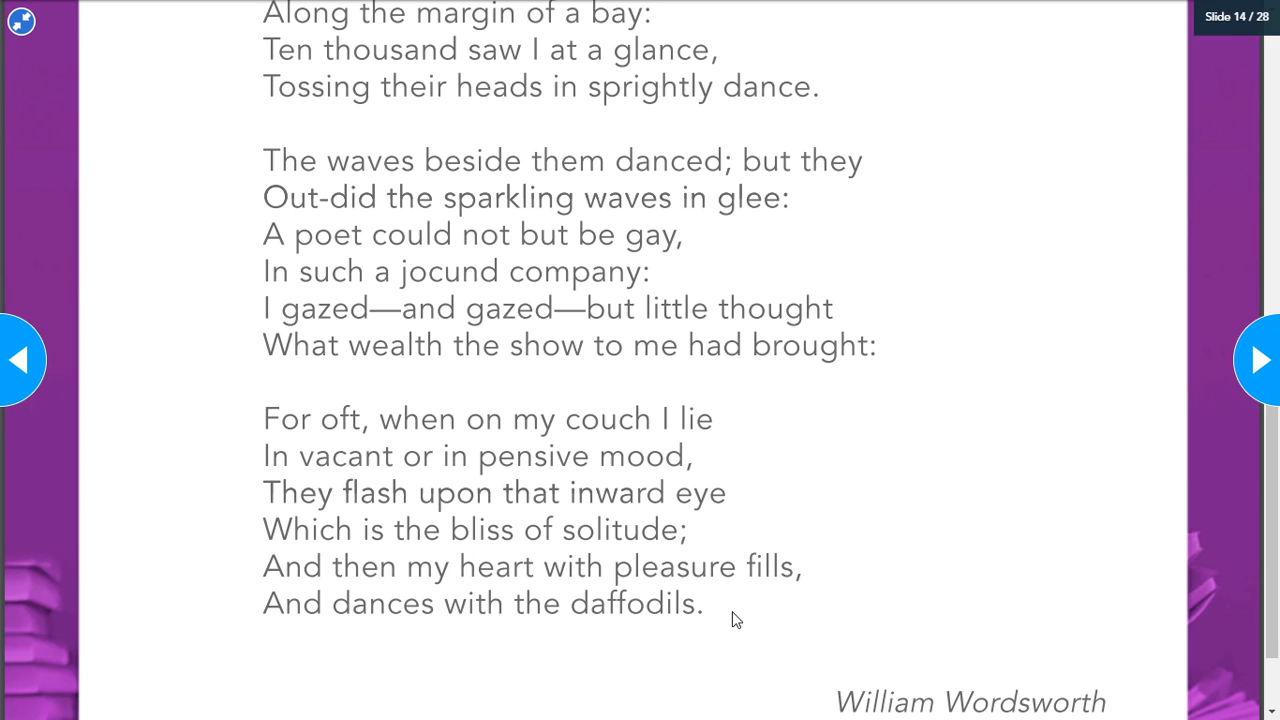 Slide 14 / 28
Along the margin of a bay:
Ten thousand saw I at a glance,
Tossing their heads in sprightly dance.
The waves beside them danced; but they
Out-did the sparkling waves in glee:
A poet could not but be gay,
In such a jocund company:
I gazed—and gazed—but little thought
What wealth the show to me had brought:
For oft, when on my couch I lie
In vacant or in pensive mood,
They flash upon that inward eye
Which is the bliss of solitude;
And then my heart with pleasure fills,
And dances with the daffodils.
William Wordsworth